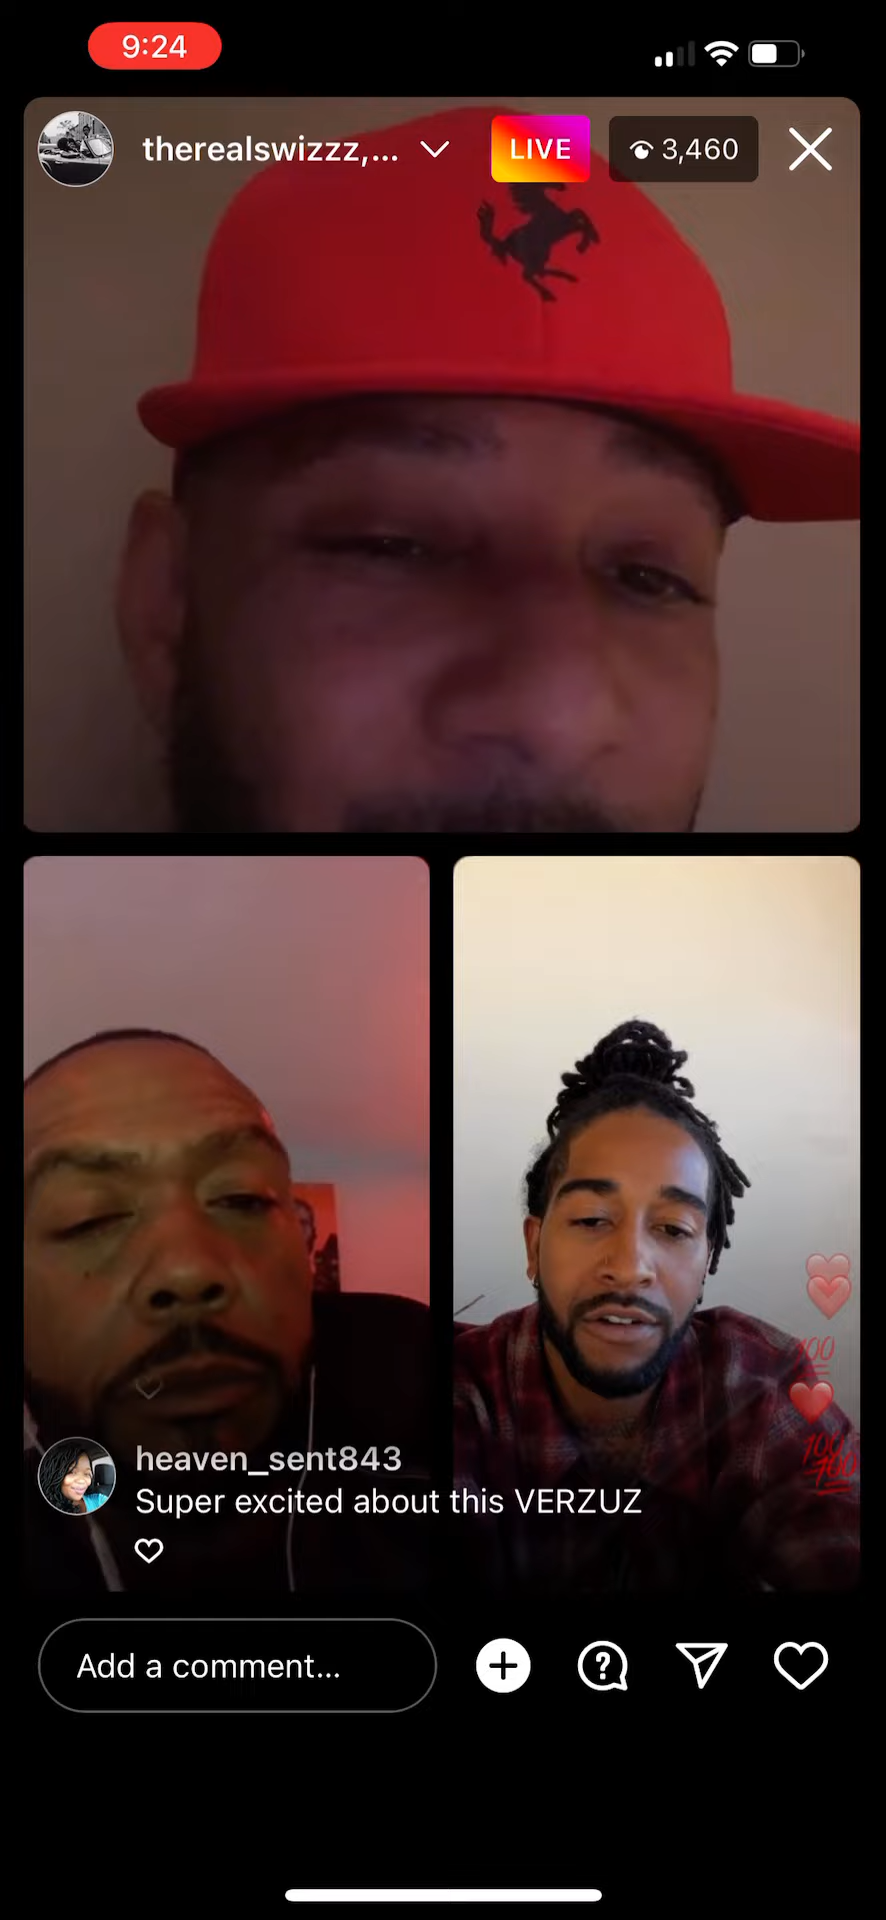 9:24
therealswizzz,...
LIVE
3,460
heaven_sent843
Super excited about this VERZUZ
Add a comment...